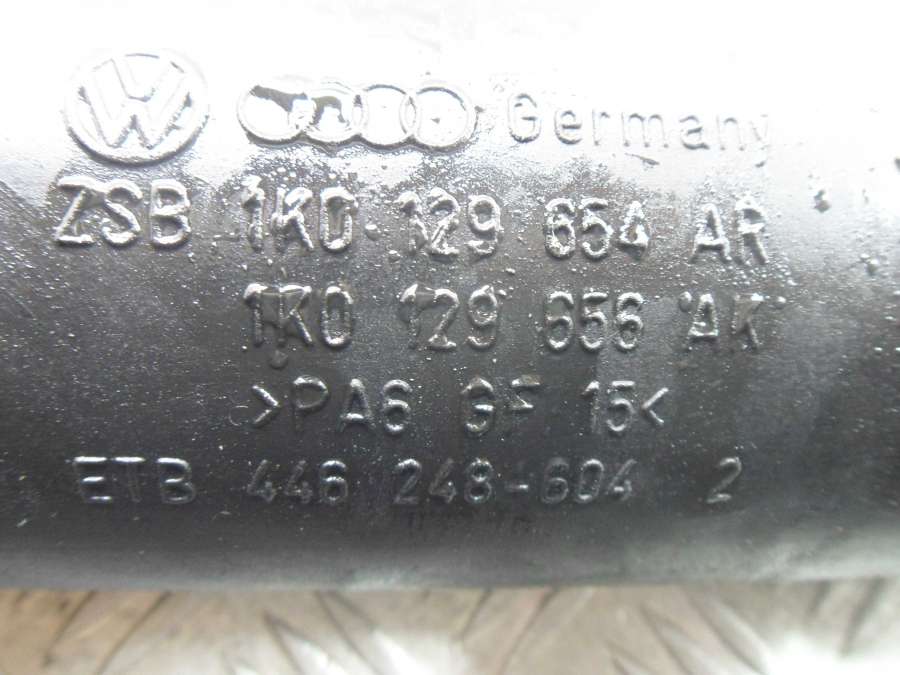 Germany
ZSB 1K0 129 654 AR
1K0 129 656 AK
>PA6 GF 15<
ETB 446 248-604 2